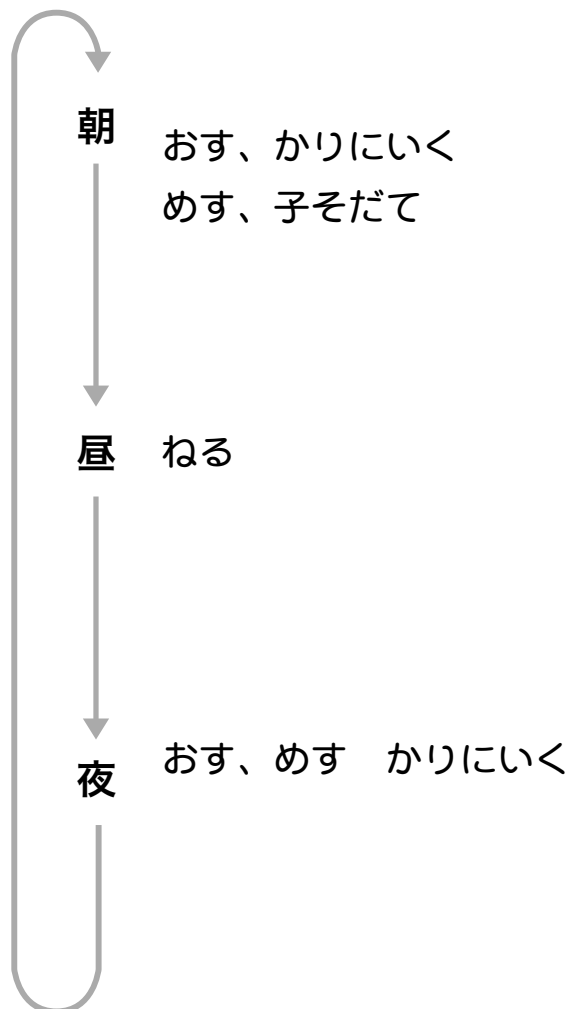 朝
おす、かりにいく
めす、子そだて
昼 ねる
夜
おす、めす　かりにいく